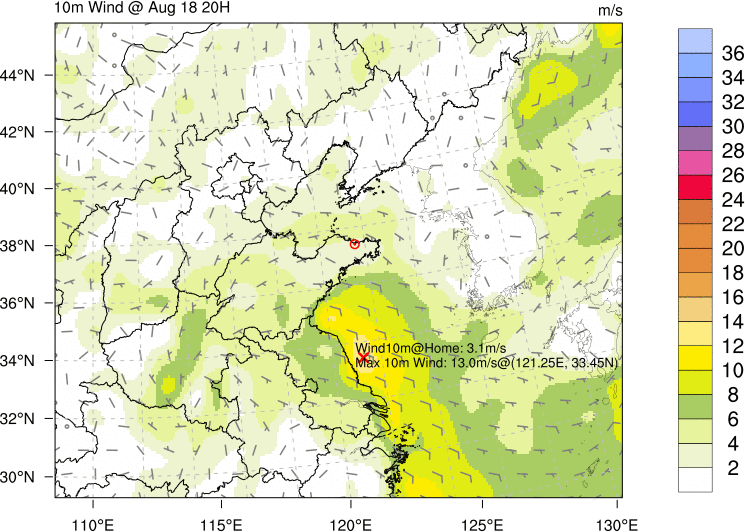 10m Wind @ Aug 18 20H
m/s
44°N
42°N
40°N
38°N
36°N
34°N
32°N
30°N
Wind10m@Home: 3.1m/s
Max 10m Wind: 13.0m/s@(121.25E, 33.45N)
110°E
115°E
120°E
125°E
130°E
36
34
32
30
28
26
24
22
20
18
16
14
12
10
8
6
4
2